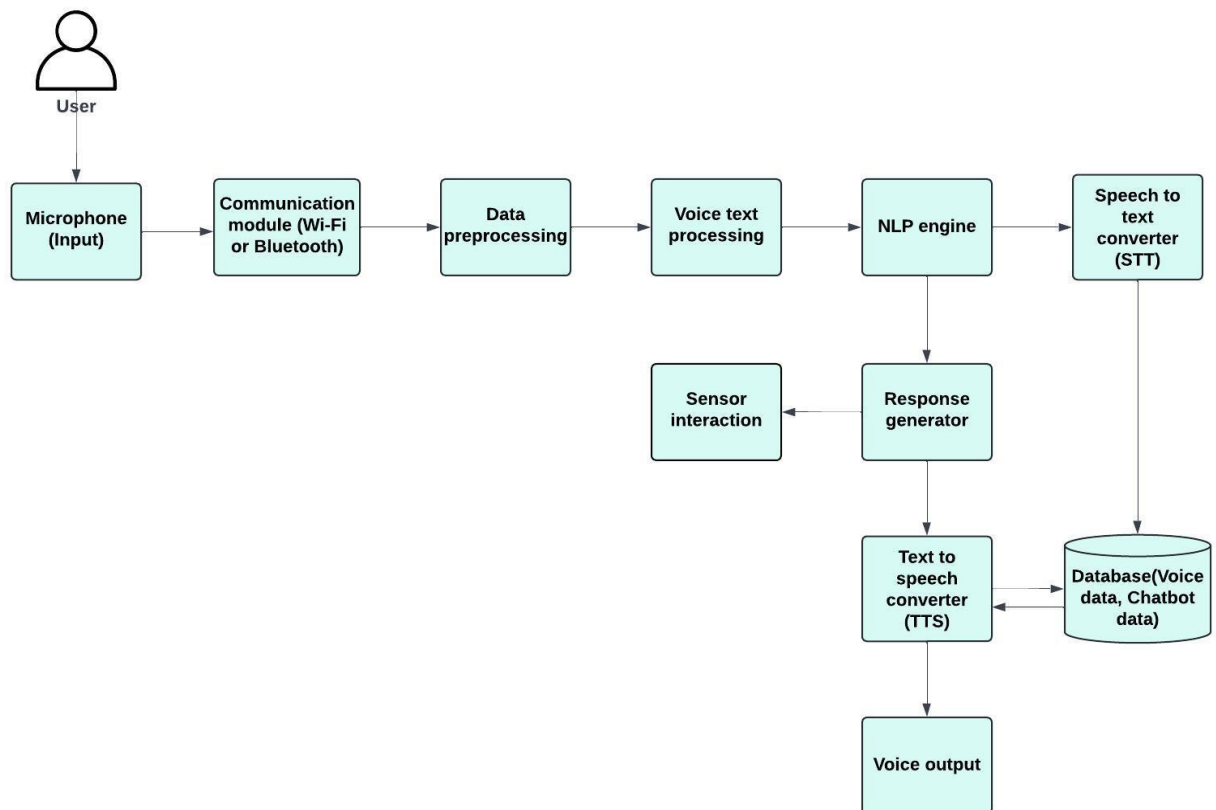 User
Microphone
(Input)
Communication
module (Wi-Fi
or Bluetooth)
Data
preprocessing
Voice text
processing
NLP engine
Speech to
text
converter
(STT)
Sensor
interaction
Response
generator
Text to
speech
converter
(TTS)
Database(Voice
data, Chatbot
data)
Voice output